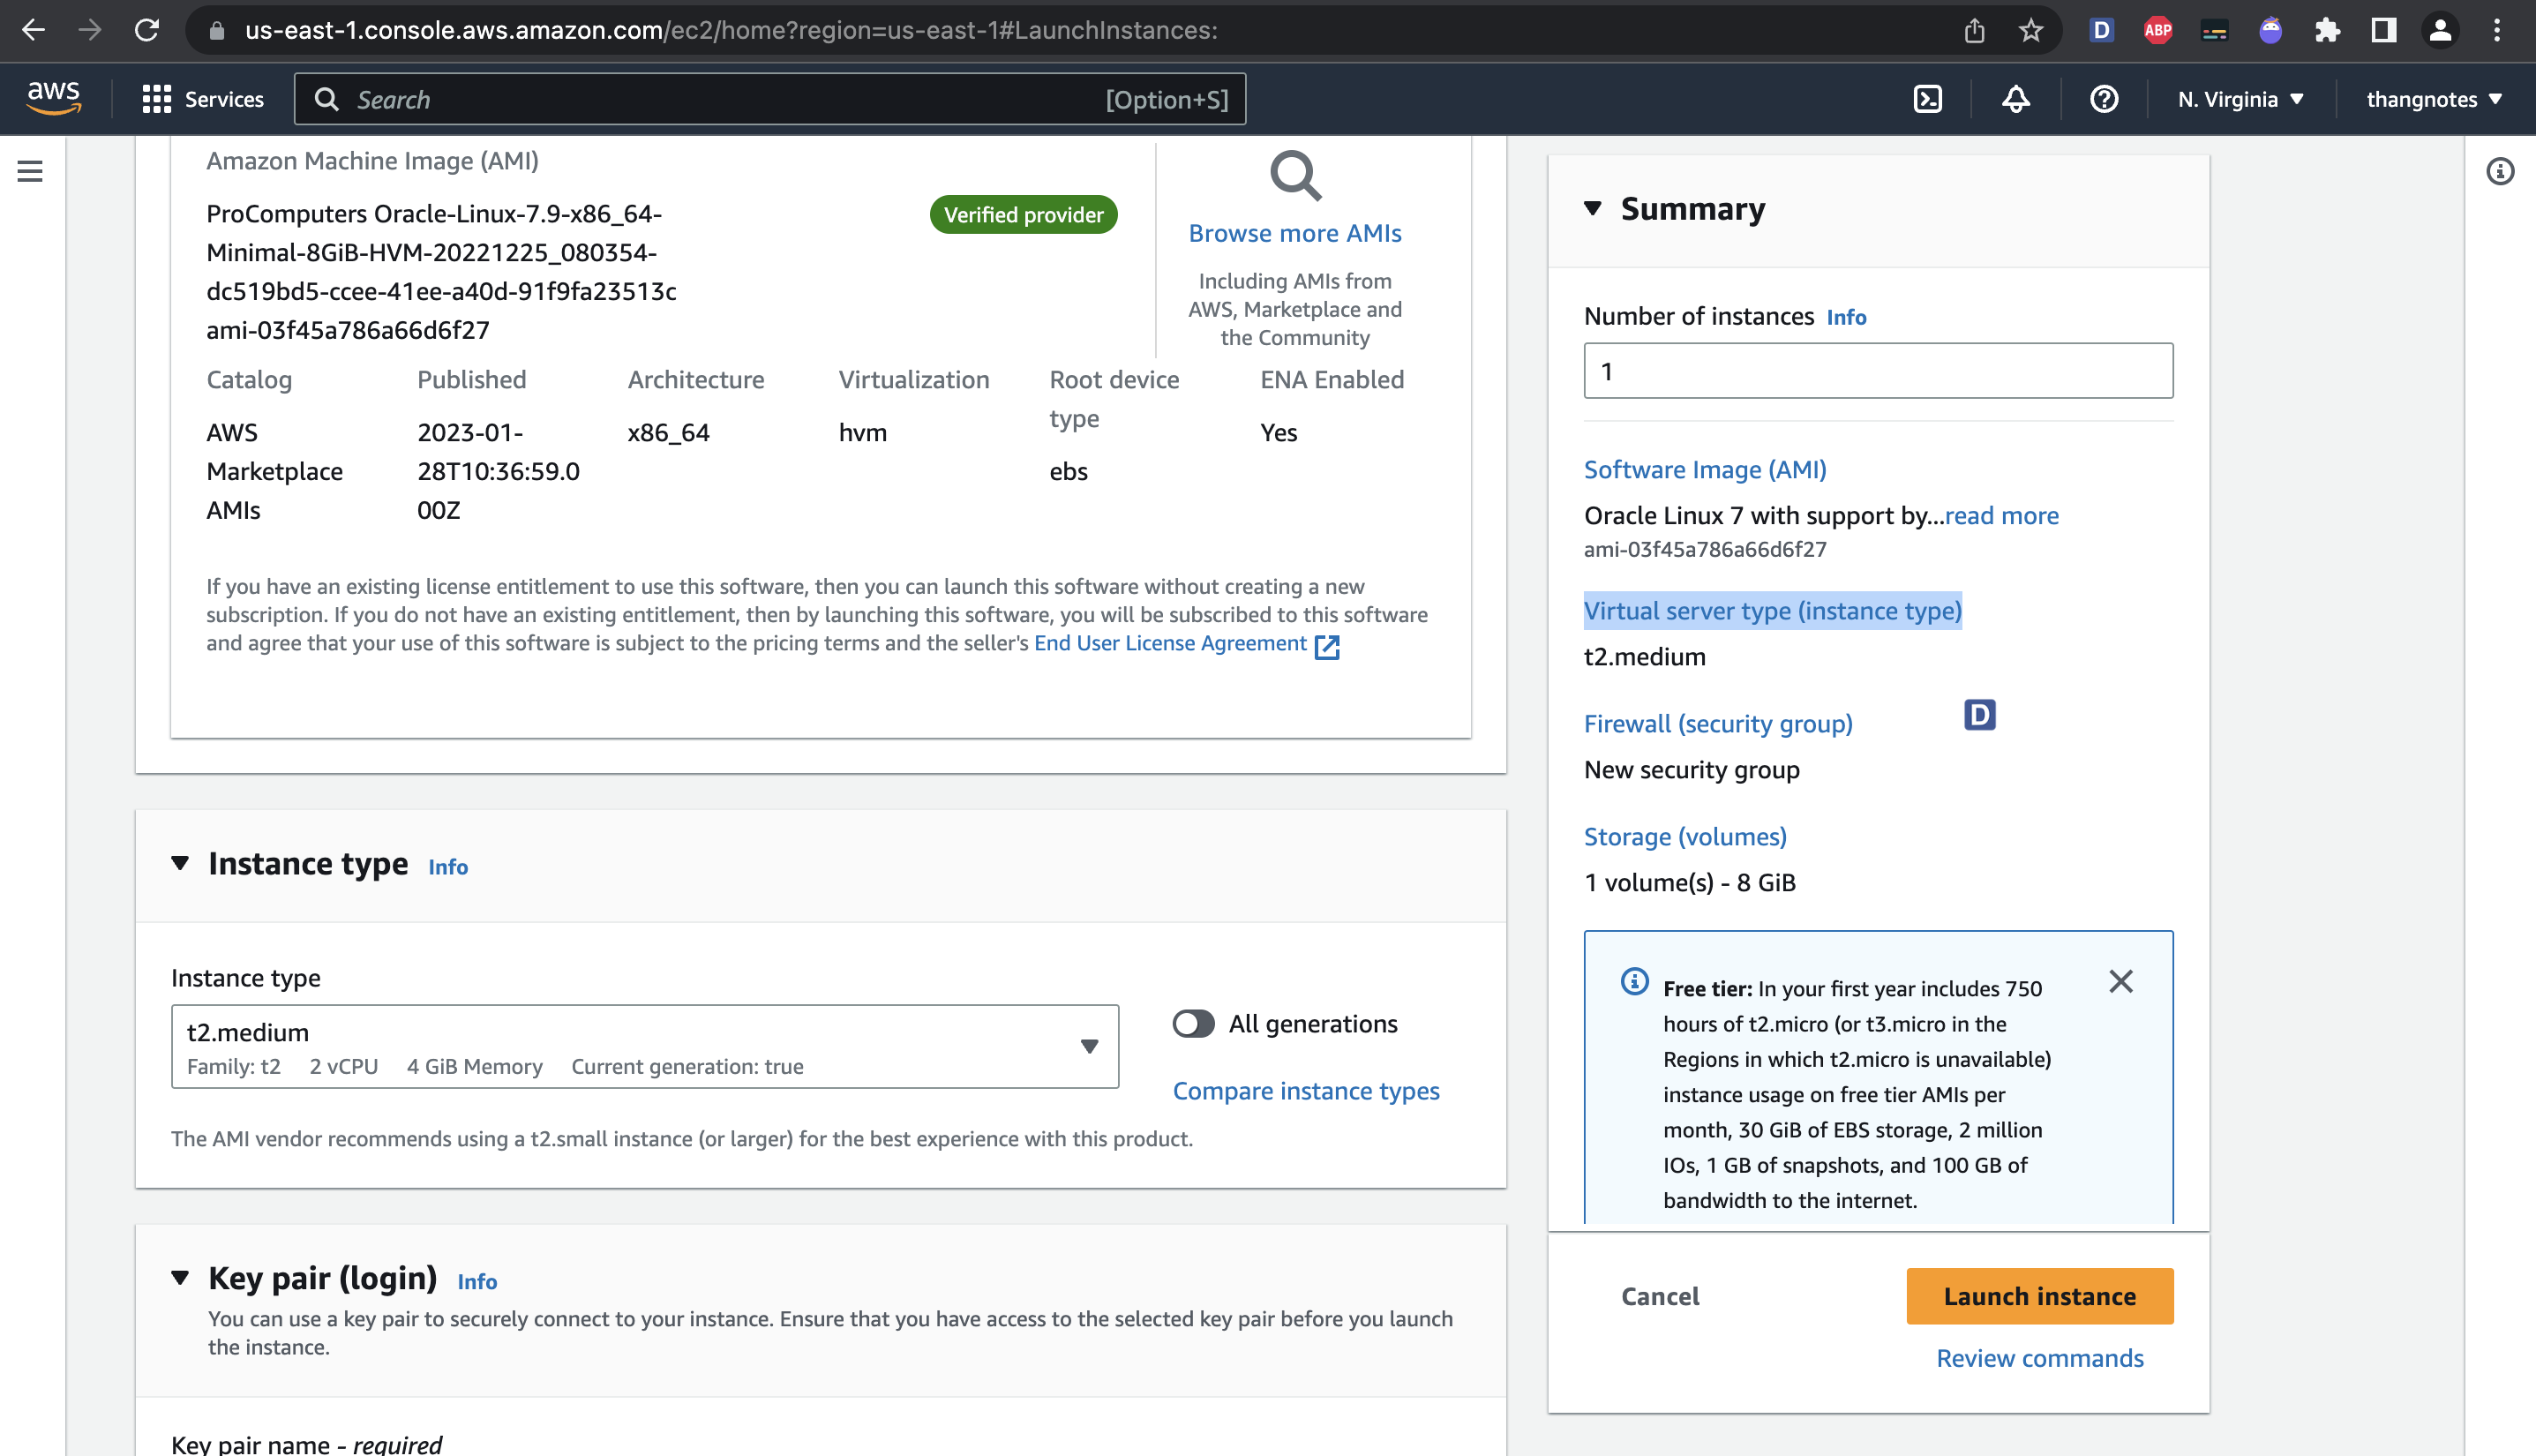 us-east-1.console.aws.amazon.com/ec2/home?region=us-east-1#LaunchInstances:
D
ABP
aws
Services
Search
[Option+S]
N. Virginia
thangnotes
Amazon Machine Image (AMI)
ProComputers Oracle-Linux-7.9-x86_64-
Minimal-8GiB-HVM-20221225_080354-
dc519bd5-ccee-41ee-a40d-91f9fa23513c
ami-03f45a786a66d6f27
Verified provider
Browse more AMIs
Including AMIs from
AWS, Marketplace and
the Community
Catalog
AWS
Marketplace
AMIs
Published
2023-01-
28T10:36:59.0
00Z
Architecture
x86_64
Virtualization
hvm
Root device
type
ebs
ENA Enabled
Yes
If you have an existing license entitlement to use this software, then you can launch this software without creating a new
subscription. If you do not have an existing entitlement, then by launching this software, you will be subscribed to this software
and agree that your use of this software is subject to the pricing terms and the seller's End User License Agreement
Instance type Info
Instance type
t2.medium
Family: t2 2 vCPU 4 GiB Memory Current generation: true
All generations
Compare instance types
The AMI vendor recommends using a t2.small instance (or larger) for the best experience with this product.
Key pair (login) Info
You can use a key pair to securely connect to your instance. Ensure that you have access to the selected key pair before you launch
the instance.
Key pair name - required
Summary
Number of instances Info
1
Software Image (AMI)
Oracle Linux 7 with support by...read more
ami-03f45a786a66d6f27
Virtual server type (instance type)
t2.medium
Firewall (security group)
D
New security group
Storage (volumes)
1 volume(s) - 8 GiB
Free tier: In your first year includes 750
hours of t2.micro (or t3.micro in the
Regions in which t2.micro is unavailable)
instance usage on free tier AMIs per
month, 30 GiB of EBS storage, 2 million
IOs, 1 GB of snapshots, and 100 GB of
bandwidth to the internet.
Cancel
Launch instance
Review commands